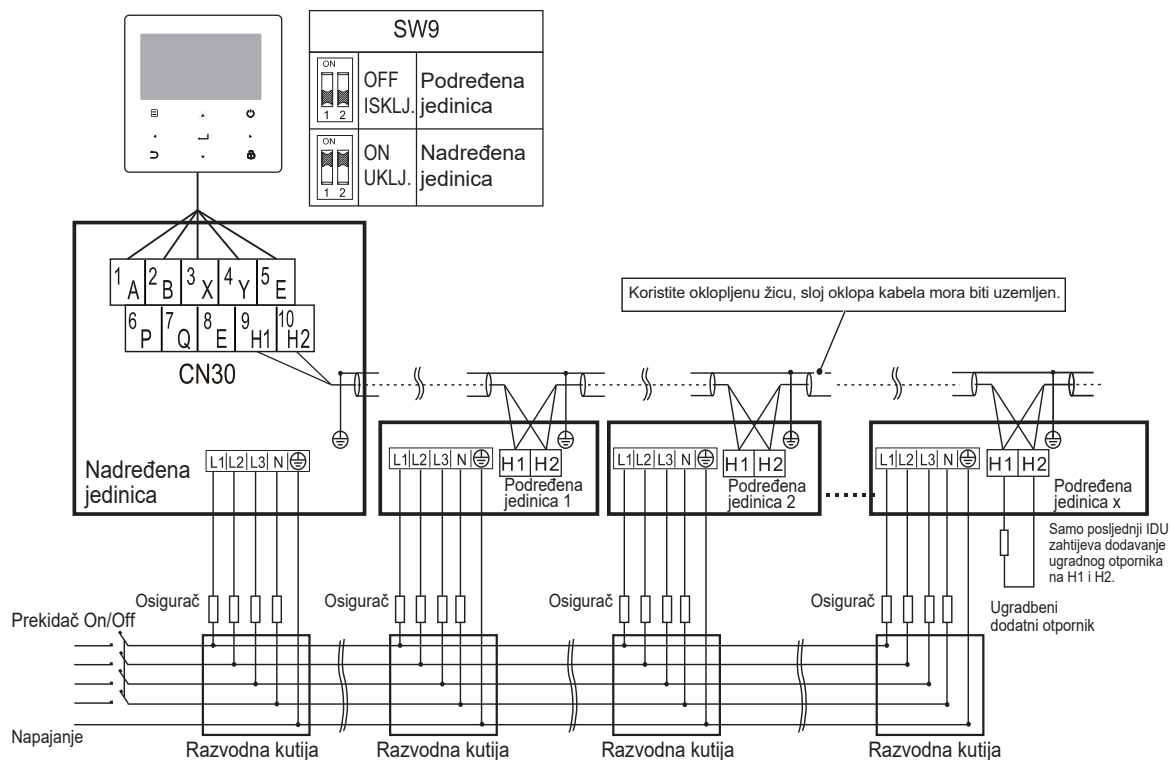 SW9
ON
1 2
OFF
ISKLJ.
Podređena
jedinica
ON
1 2
ON
UKLJ.
Nadređena
jedinica
1 A 2 B 3 X 4 Y 5 E
6 P 7 Q 8 E 9 H1 10 H2
CN30
Koristite oklopljenu žicu, sloj oklopa kabela mora biti uzemljen.
Nadređena
jedinica
L1 L2 L3 N
L1 L2 L3 N
H1 H2
Podređena
jedinica 1
L1 L2 L3 N
H1 H2
Podređena
jedinica 2
L1 L2 L3 N
H1 H2
Podređena
jedinica x
Samo posljednji IDU
zahtijeva dodavanje
ugradnog otpornika
na H1 i H2.
Ugradbeni
dodatni otpornik
Osigurač
Osigurač
Osigurač
Osigurač
Prekidač On/Off
Napajanje
Razvodna kutija
Razvodna kutija
Razvodna kutija
Razvodna kutija